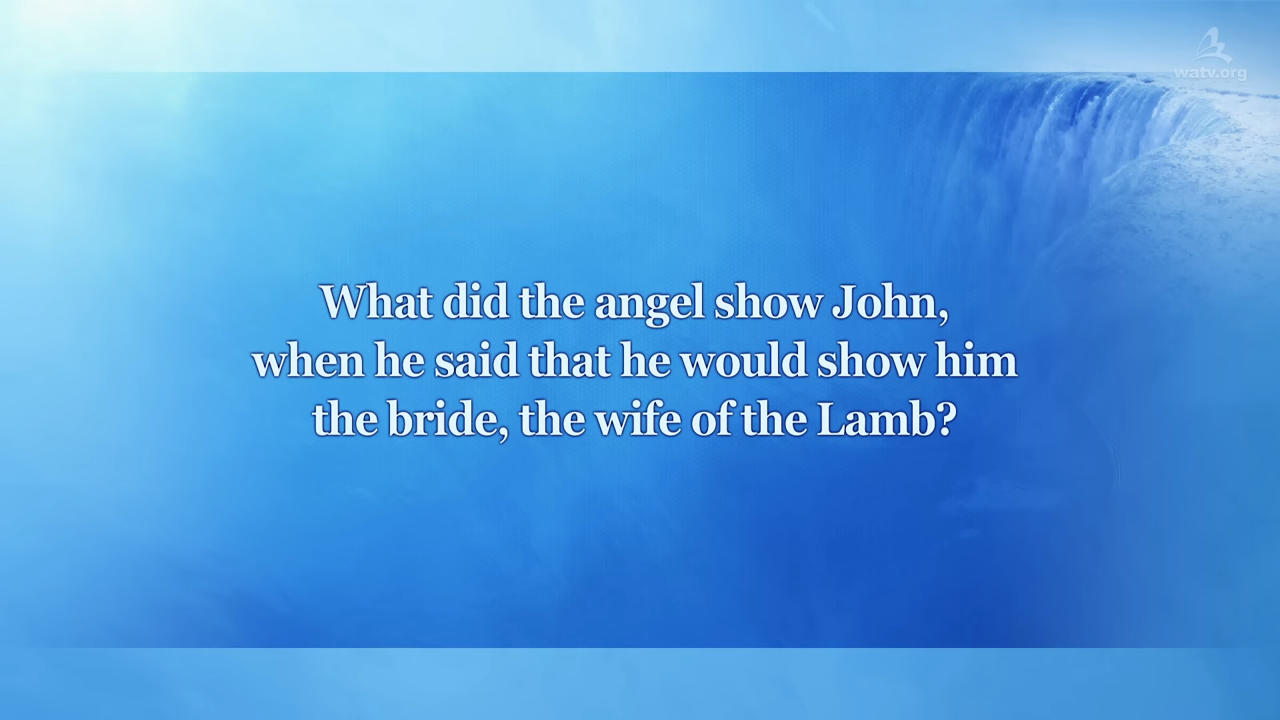 watv.org
What did the angel show John,
when he said that he would show him
the bride, the wife of the Lamb?